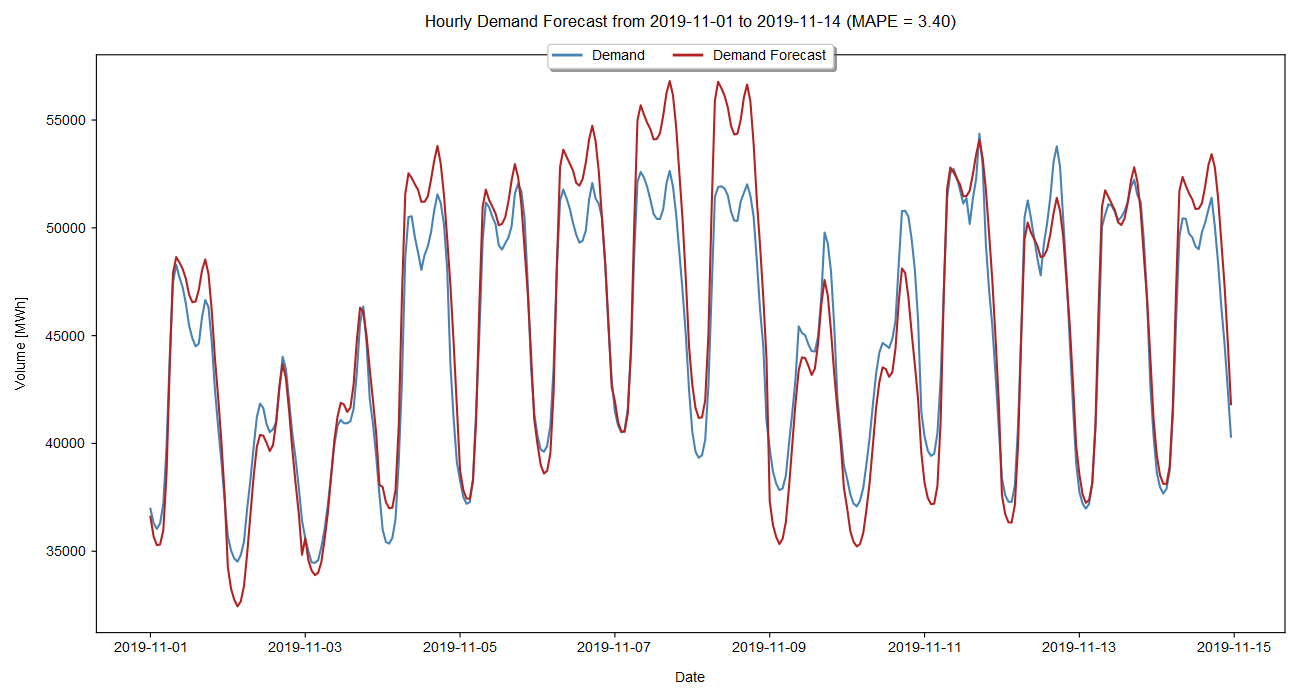 Hourly Demand Forecast from 2019-11-01 to 2019-11-14 (MAPE = 3.40)
Demand Demand Forecast
55000
50000
45000
40000
35000
Volume [MWh]
2019-11-01 2019-11-03 2019-11-05 2019-11-07 2019-11-09 2019-11-11 2019-11-13 2019-11-15
Date